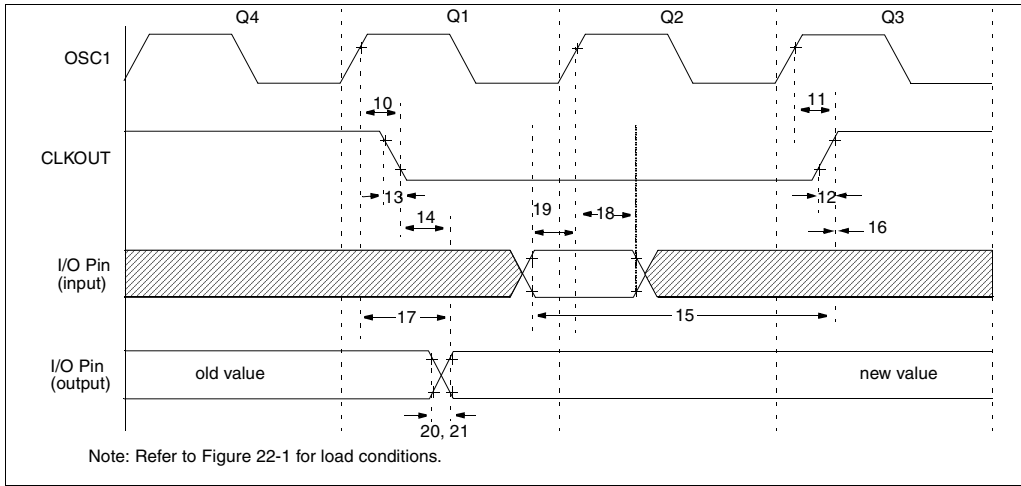 Q4 Q1 Q2 Q3
OSC1
10 11
CLKOUT
13 12
14 19 18 16
I/O Pin
(input)
17 15
I/O Pin
(output)
old value new value
20, 21
Note: Refer to Figure 22-1 for load conditions.